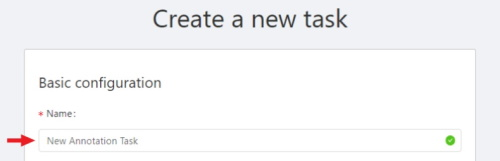 Create a new task
Basic configuration
* Name:
New Annotation Task